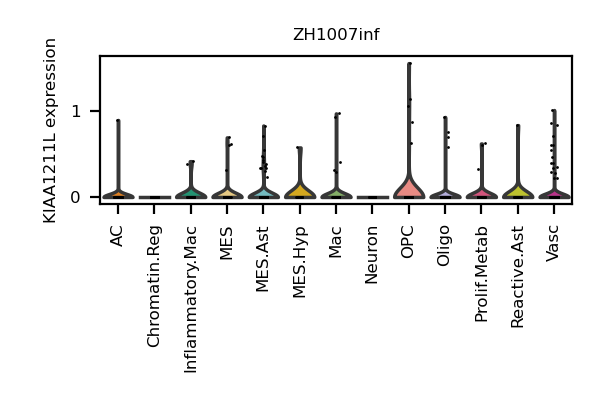 ZH1007inf
KIAA1211L expression
1
0
AC
Chromatin.Reg
Inflammatory.Mac
MES
MES.Ast
MES.Hyp
Mac
Neuron
OPC
Oligo
Prolif.Metab
Reactive.Ast
Vasc